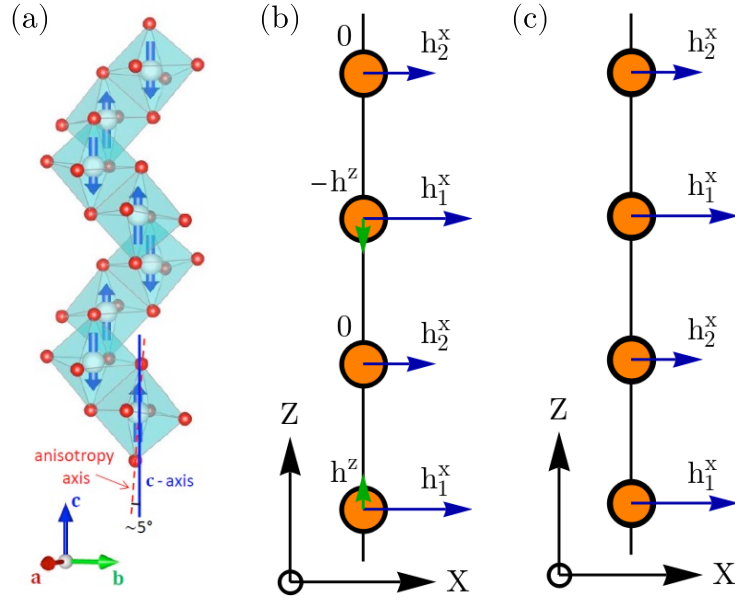 (a)
anisotropy
axis
c - axis
~5°
c
a
b
(b)
0
h₂ˣ
−hᶻ
h₁ˣ
0
h₂ˣ
Z
hᶻ
h₁ˣ
X
(c)
h₂ˣ
h₁ˣ
h₂ˣ
Z
h₁ˣ
X